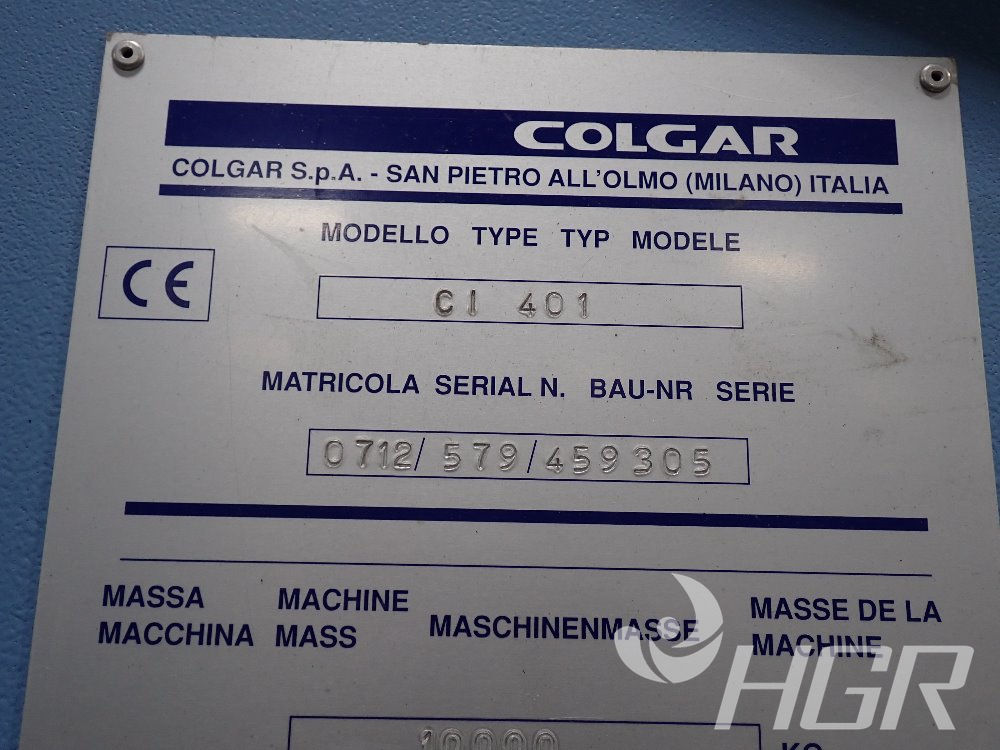 COLGAR
COLGAR S.p.A. - SAN PIETRO ALL'OLMO (MILANO) ITALIA
MODELLO TYPE TYP MODELE
CE
CI 401
MATRICOLA SERIAL N. BAU-NR SERIE
0712/579/459305
MASSA MACHINE MASSE DE LA
MACCHINA MASS MASCHINENMASSE MACHINE
HGR